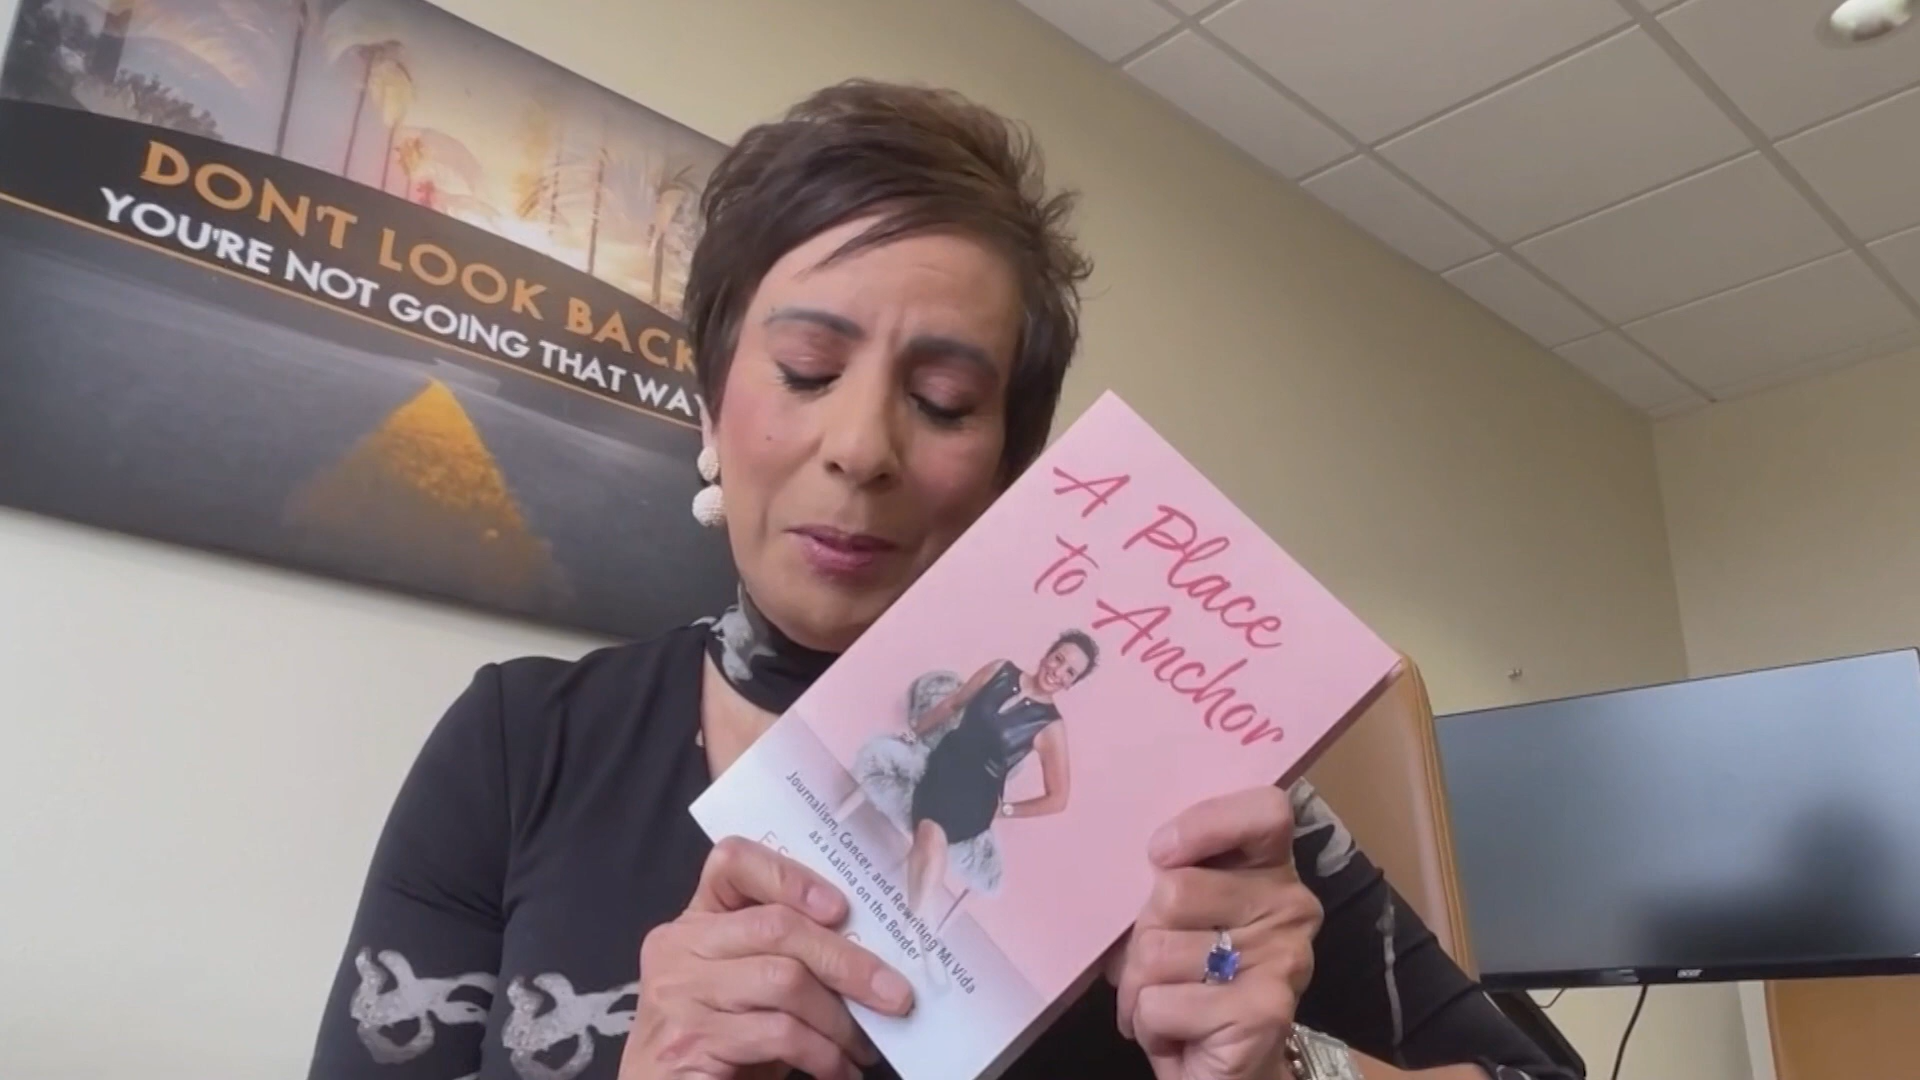 DON'T LOOK BACK
YOU'RE NOT GOING THAT WAY
A Place
to Anchor
Journalism, Cancer, and Rewriting Mi Vida
as a Latina on the Border
acer